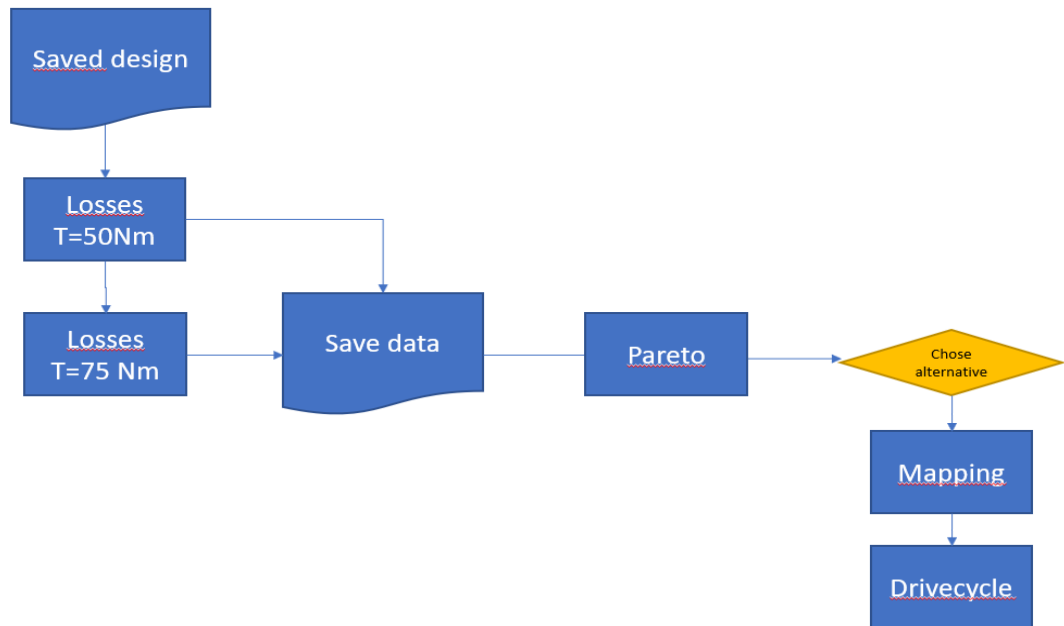 Saved design
Losses
T=50Nm
Losses
T=75 Nm
Save data
Pareto
Chose
alternative
Mapping
Drivecycle